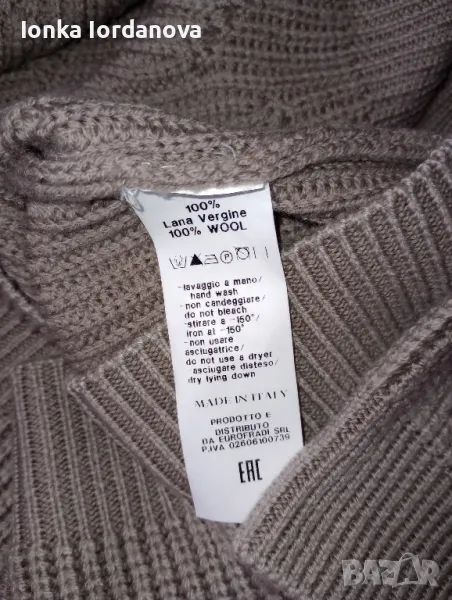 Ionka Iordanova
100%
Lana Vergine
100% WOOL
-lavaggio a mano/
hand wash
-non candeggiare/
do not bleach
-stirare a -150°/
iron at -150°
-non usare
asciugatrice/
do not use a dryer
asciugare disteso/
dry lying down
MADE IN ITALY
PRODOTTO E
DISTRIBUTO
DA EUROFRADI SRL
P.IVA 02606100739
EAC
BAZAR